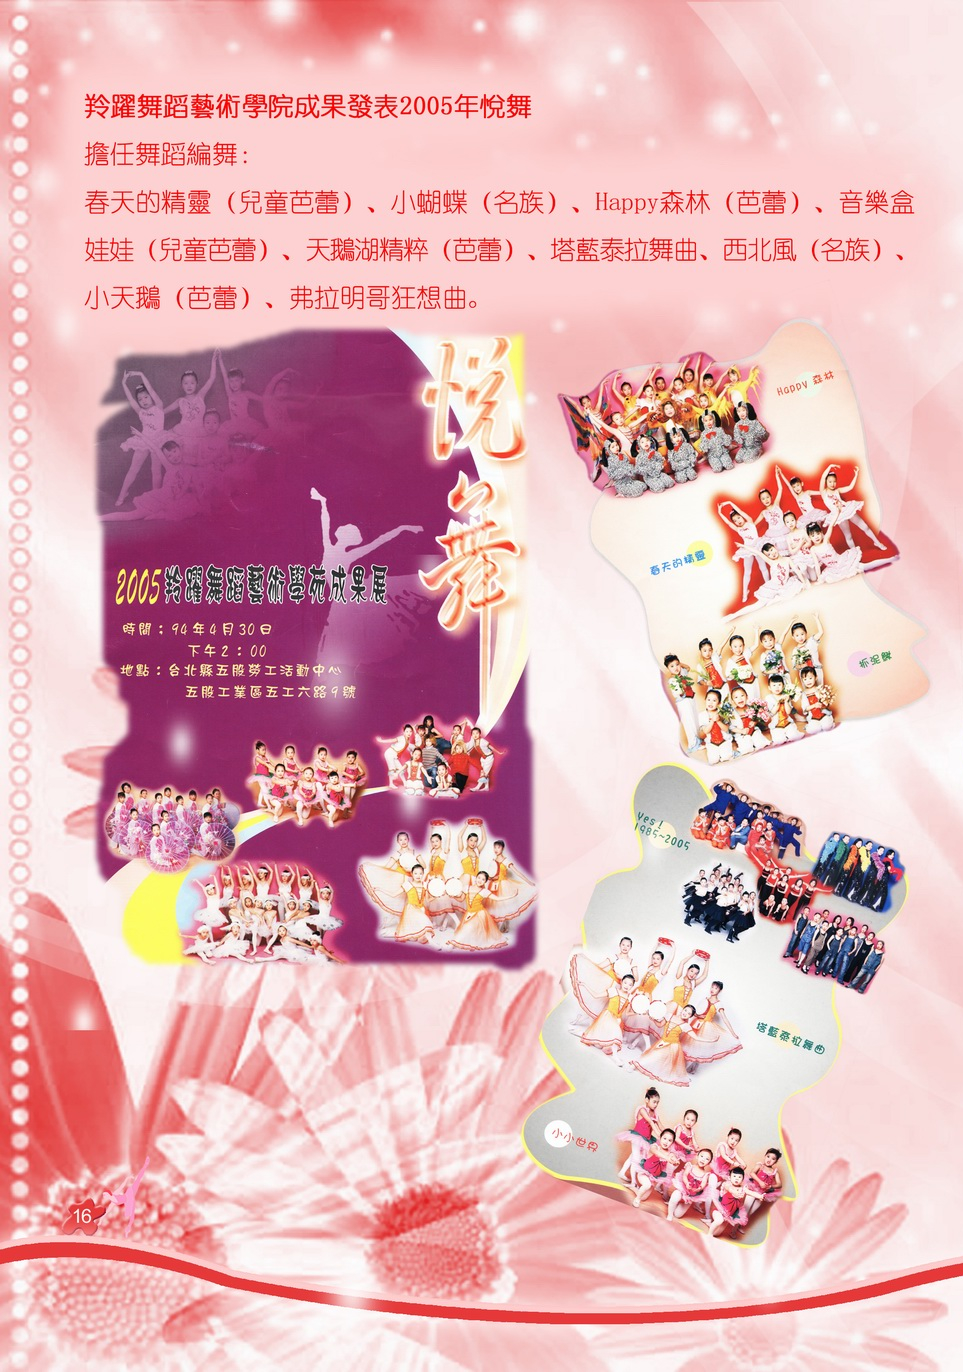 羚躍舞蹈藝術學院成果發表2005年悅舞
擔任舞蹈編舞:
春天的精靈（兒童芭蕾）、小蝴蝶（名族）、Happy森林（芭蕾）、音樂盒
娃娃（兒童芭蕾）、天鵝湖精粹（芭蕾）、塔藍泰拉舞曲、西北風（名族）、
小天鵝（芭蕾）、弗拉明哥狂想曲。
悅舞
2005羚躍舞蹈藝術學苑成果展
時間：94年4月30日
下午2：00
地點：台北縣五股勞工活動中心
五股工業區五工六路9號
Happy 森林
春天的精靈
抓泥鰍
Yes!
1985~2005
塔藍泰拉舞曲
小小世界
16